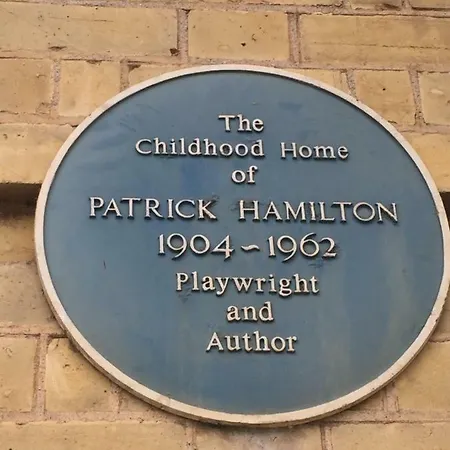 The
Childhood Home
of
PATRICK HAMILTON
1904~1962
Playwright
and
Author